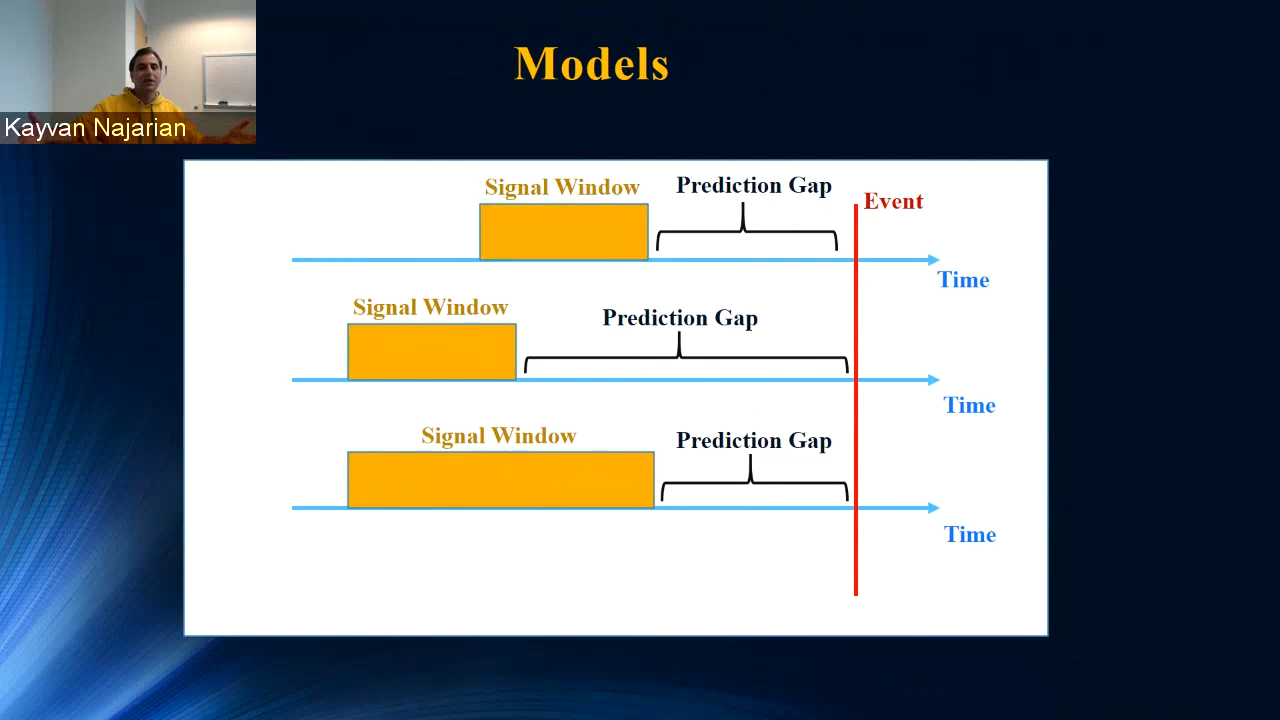 Models
Kayvan Najarian
Signal Window
Prediction Gap
Event
Time
Signal Window
Prediction Gap
Time
Signal Window
Prediction Gap
Time